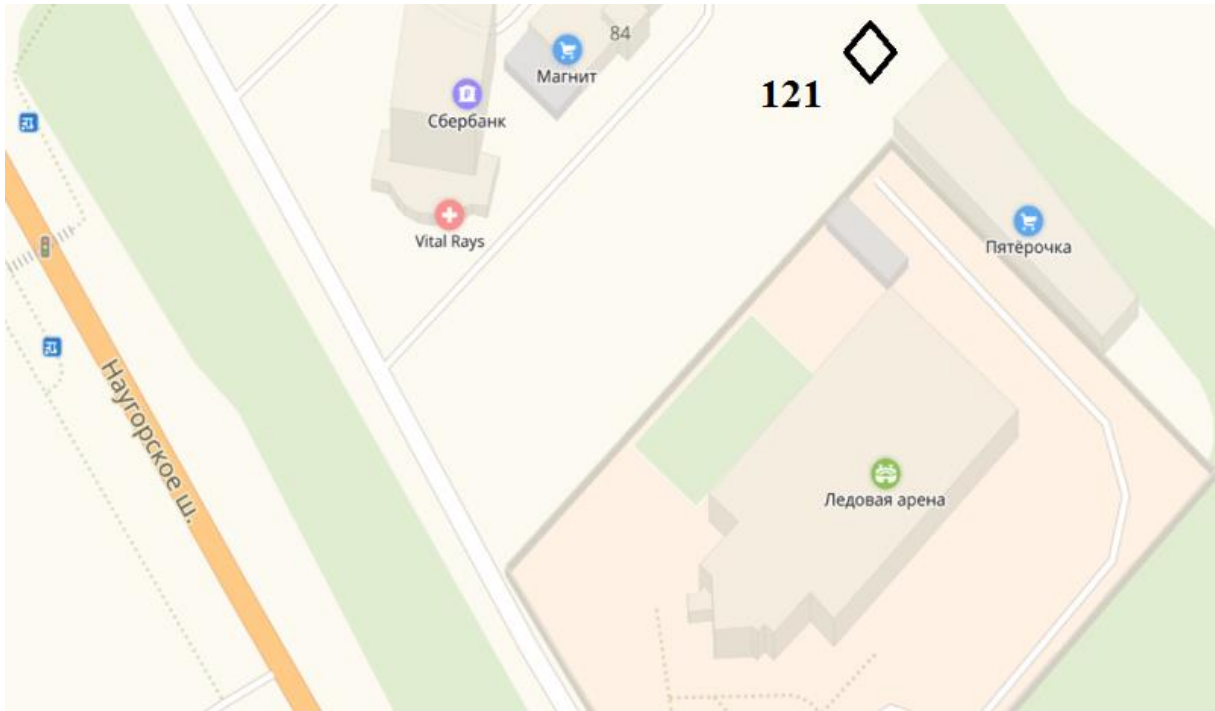 84
Магнит
121
Сбербанк
Vital Rays
Пятёрочка
Наугорское ш.
Ледовая арена